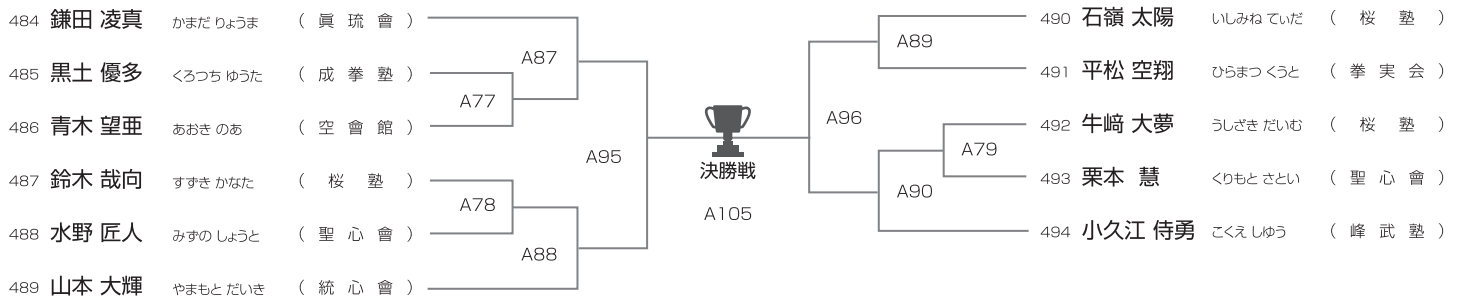 484 鎌田 凌真 かまだ りょうま （ 眞 琉 會 ）
A87
485 黒土 優多 くろつち ゆうた （ 成 拳 塾 ）
A77
486 青木 望亜 あおき のあ （ 空 會 館 ）
A95
487 鈴木 哉向 すずき かなた （ 桜 塾 ）
A78
488 水野 匠人 みずの しょうと （ 聖 心 會 ）
A88
489 山本 大輝 やまもと だいき （ 統 心 會 ）
決勝戦
A105
490 石嶺 太陽 いしみね てぃだ （ 桜 塾 ）
A89
491 平松 空翔 ひらまつ くうと （ 拳 実 会 ）
A96
492 牛﨑 大夢 うしざき だいむ （ 桜 塾 ）
A79
493 栗本 慧 くりもと さとい （ 聖 心 會 ）
A90
494 小久江 侍勇 こくえ しゆう （ 峰 武 塾 ）